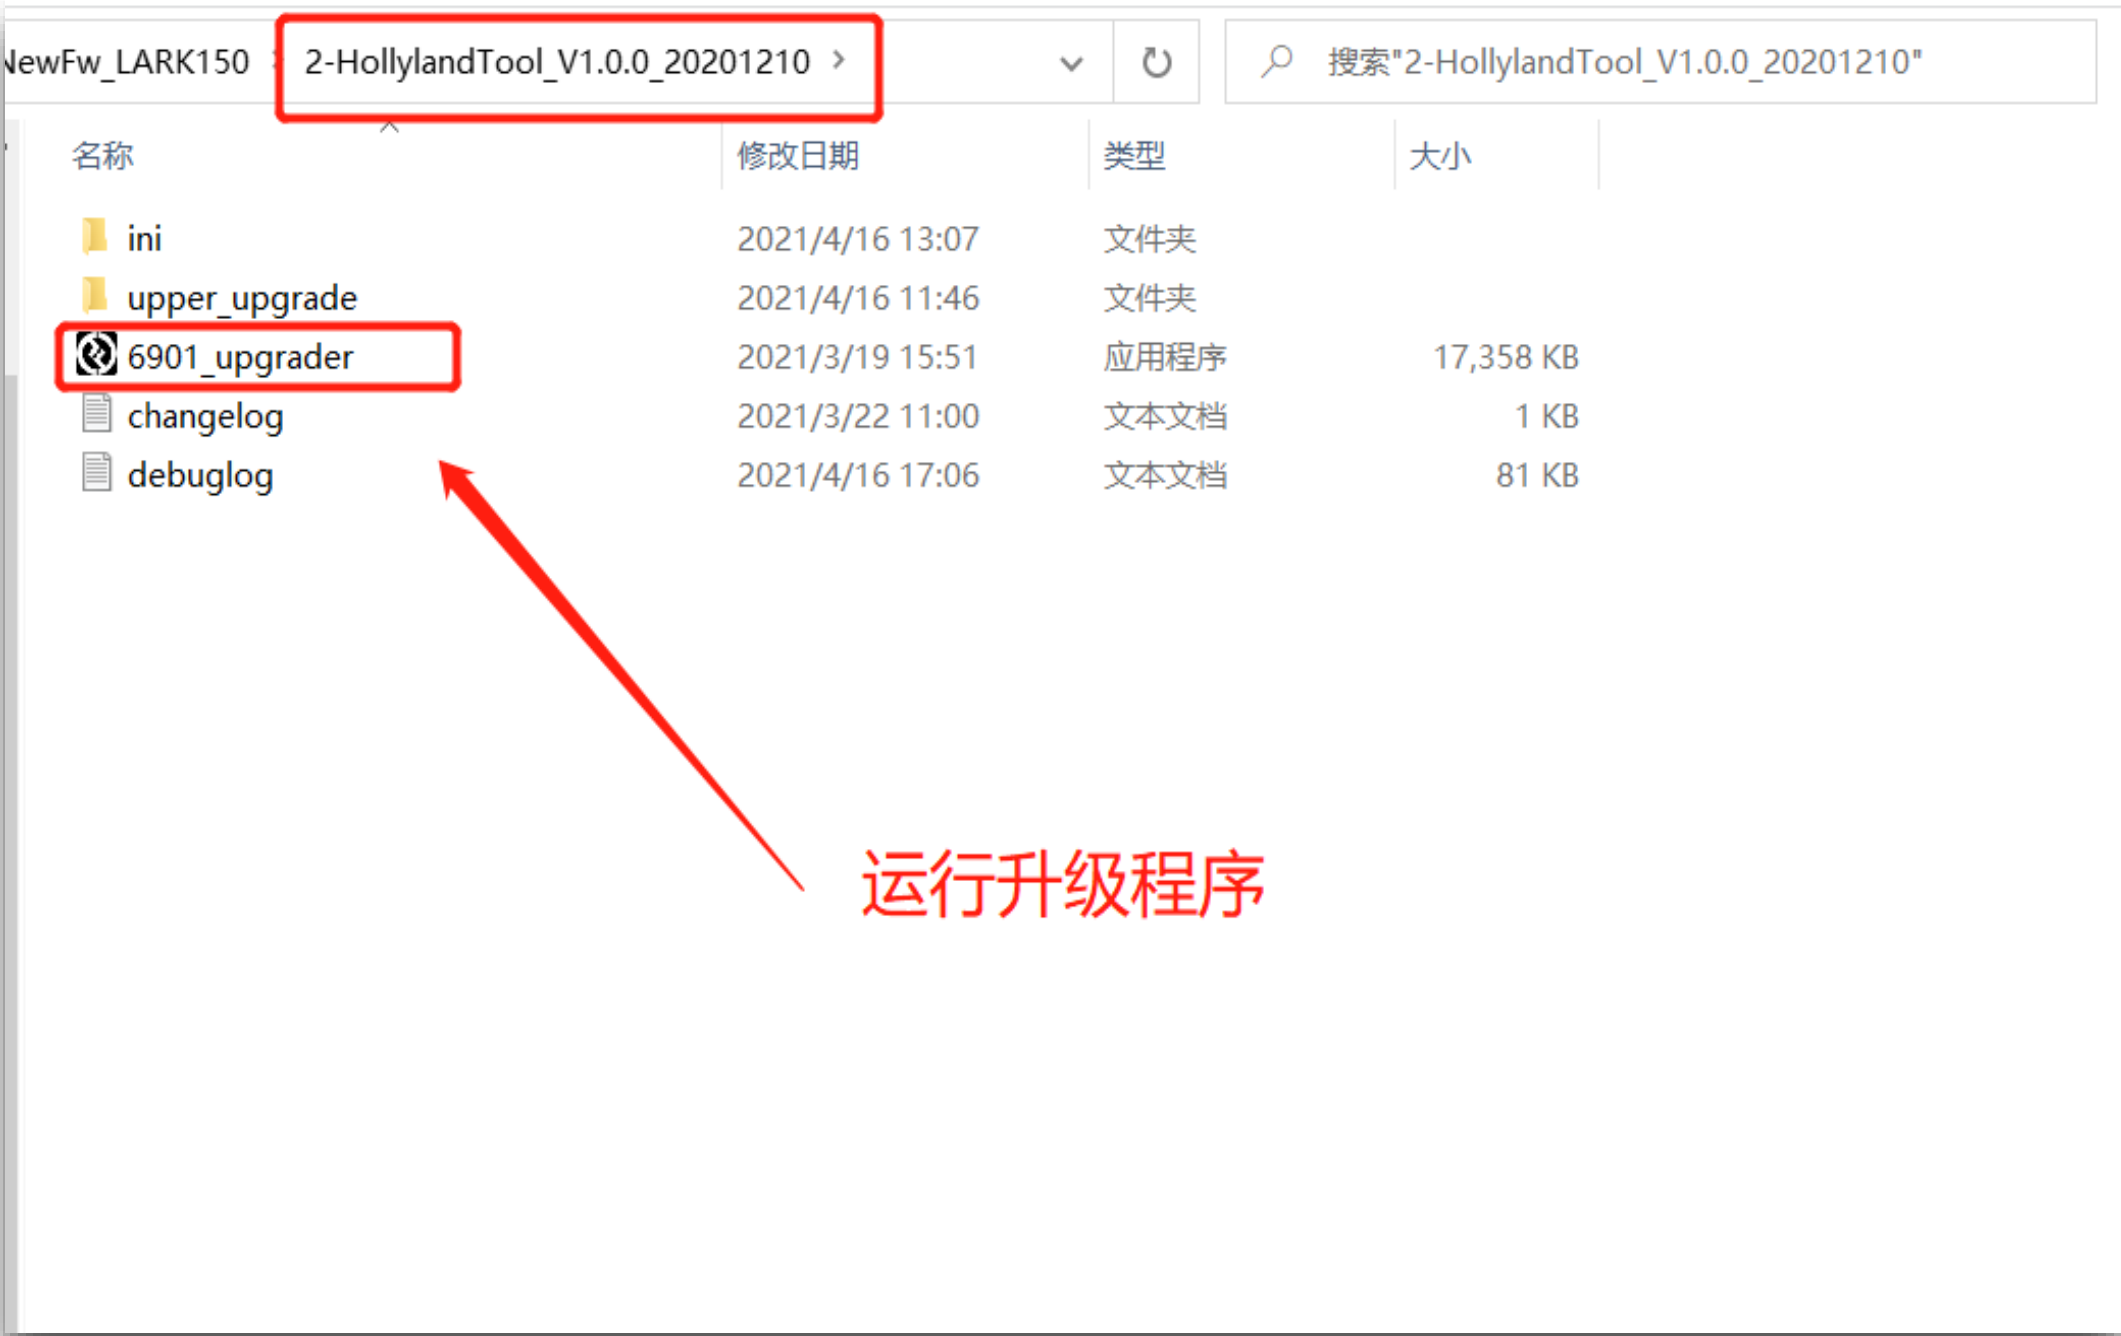 NewFw_LARK150 2-HollylandTool_V1.0.0_20201210 搜索"2-HollylandTool_V1.0.0_20201210"
名称 修改日期 类型 大小
ini 2021/4/16 13:07 文件夹
upper_upgrade 2021/4/16 11:46 文件夹
6901_upgrader 2021/3/19 15:51 应用程序 17,358 KB
changelog 2021/3/22 11:00 文本文档 1 KB
debuglog 2021/4/16 17:06 文本文档 81 KB
运行升级程序